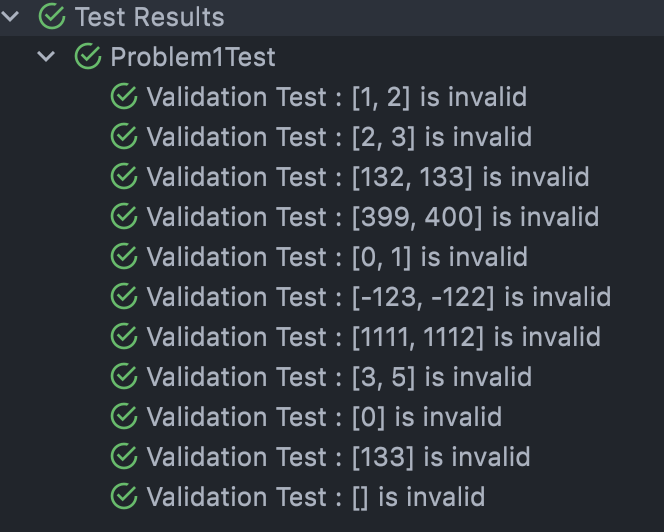 Test Results
Problem1Test
Validation Test : [1, 2] is invalid
Validation Test : [2, 3] is invalid
Validation Test : [132, 133] is invalid
Validation Test : [399, 400] is invalid
Validation Test : [0, 1] is invalid
Validation Test : [-123, -122] is invalid
Validation Test : [1111, 1112] is invalid
Validation Test : [3, 5] is invalid
Validation Test : [0] is invalid
Validation Test : [133] is invalid
Validation Test : [] is invalid